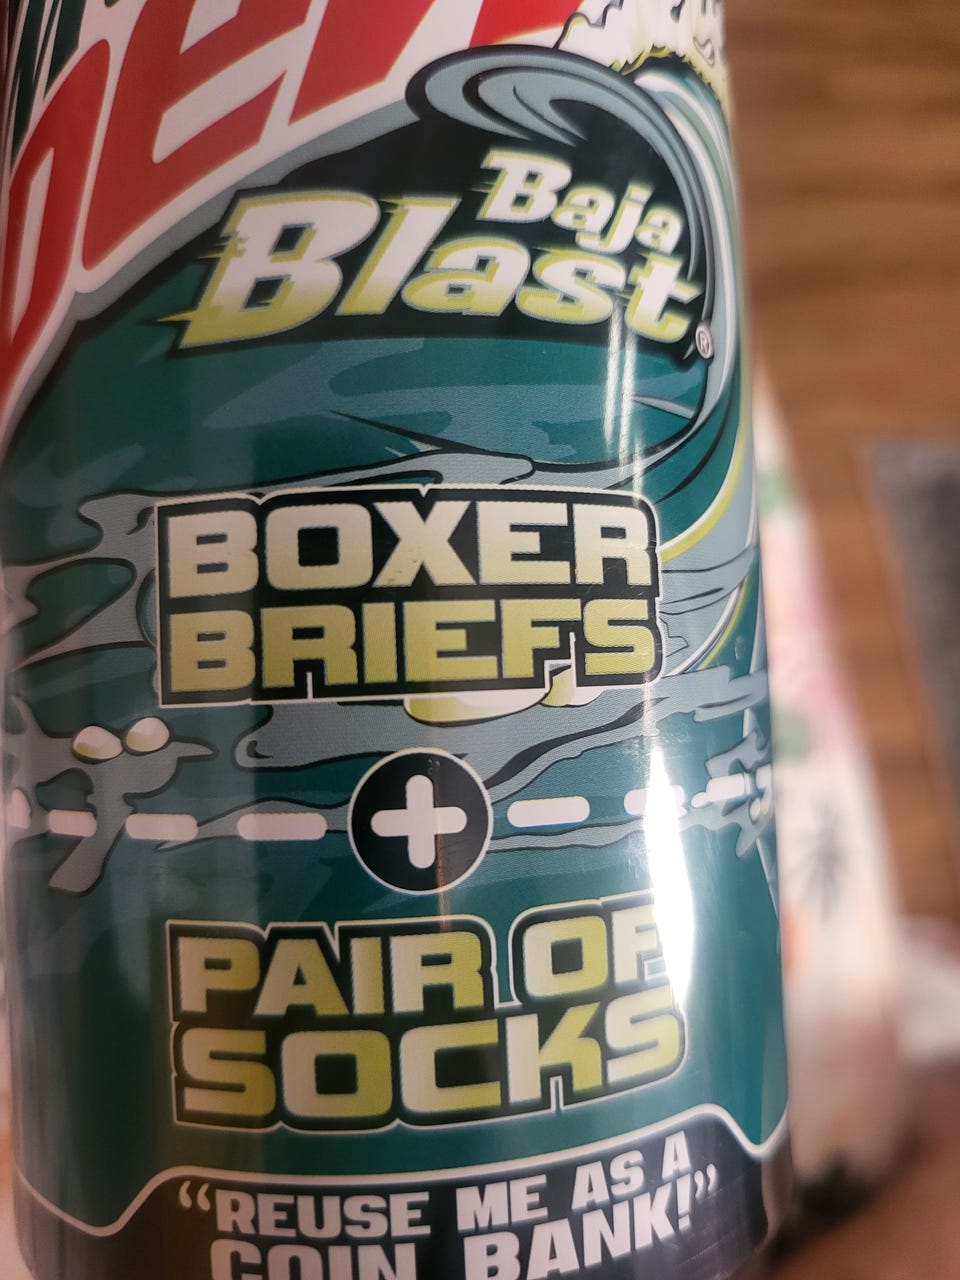 Baja
Blast®
BOXER
BRIEFS
+
PAIR OF
SOCKS
“REUSE ME AS A
COIN BANK!”